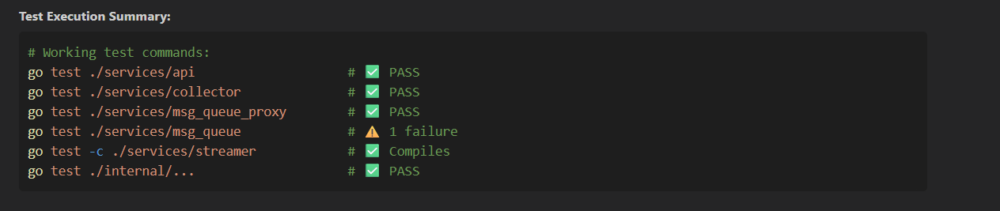 Test Execution Summary:
# Working test commands:
go test ./services/api # ✅ PASS
go test ./services/collector # ✅ PASS
go test ./services/msg_queue_proxy # ✅ PASS
go test ./services/msg_queue # ⚠️ 1 failure
go test -c ./services/streamer # ✅ Compiles
go test ./internal/... # ✅ PASS